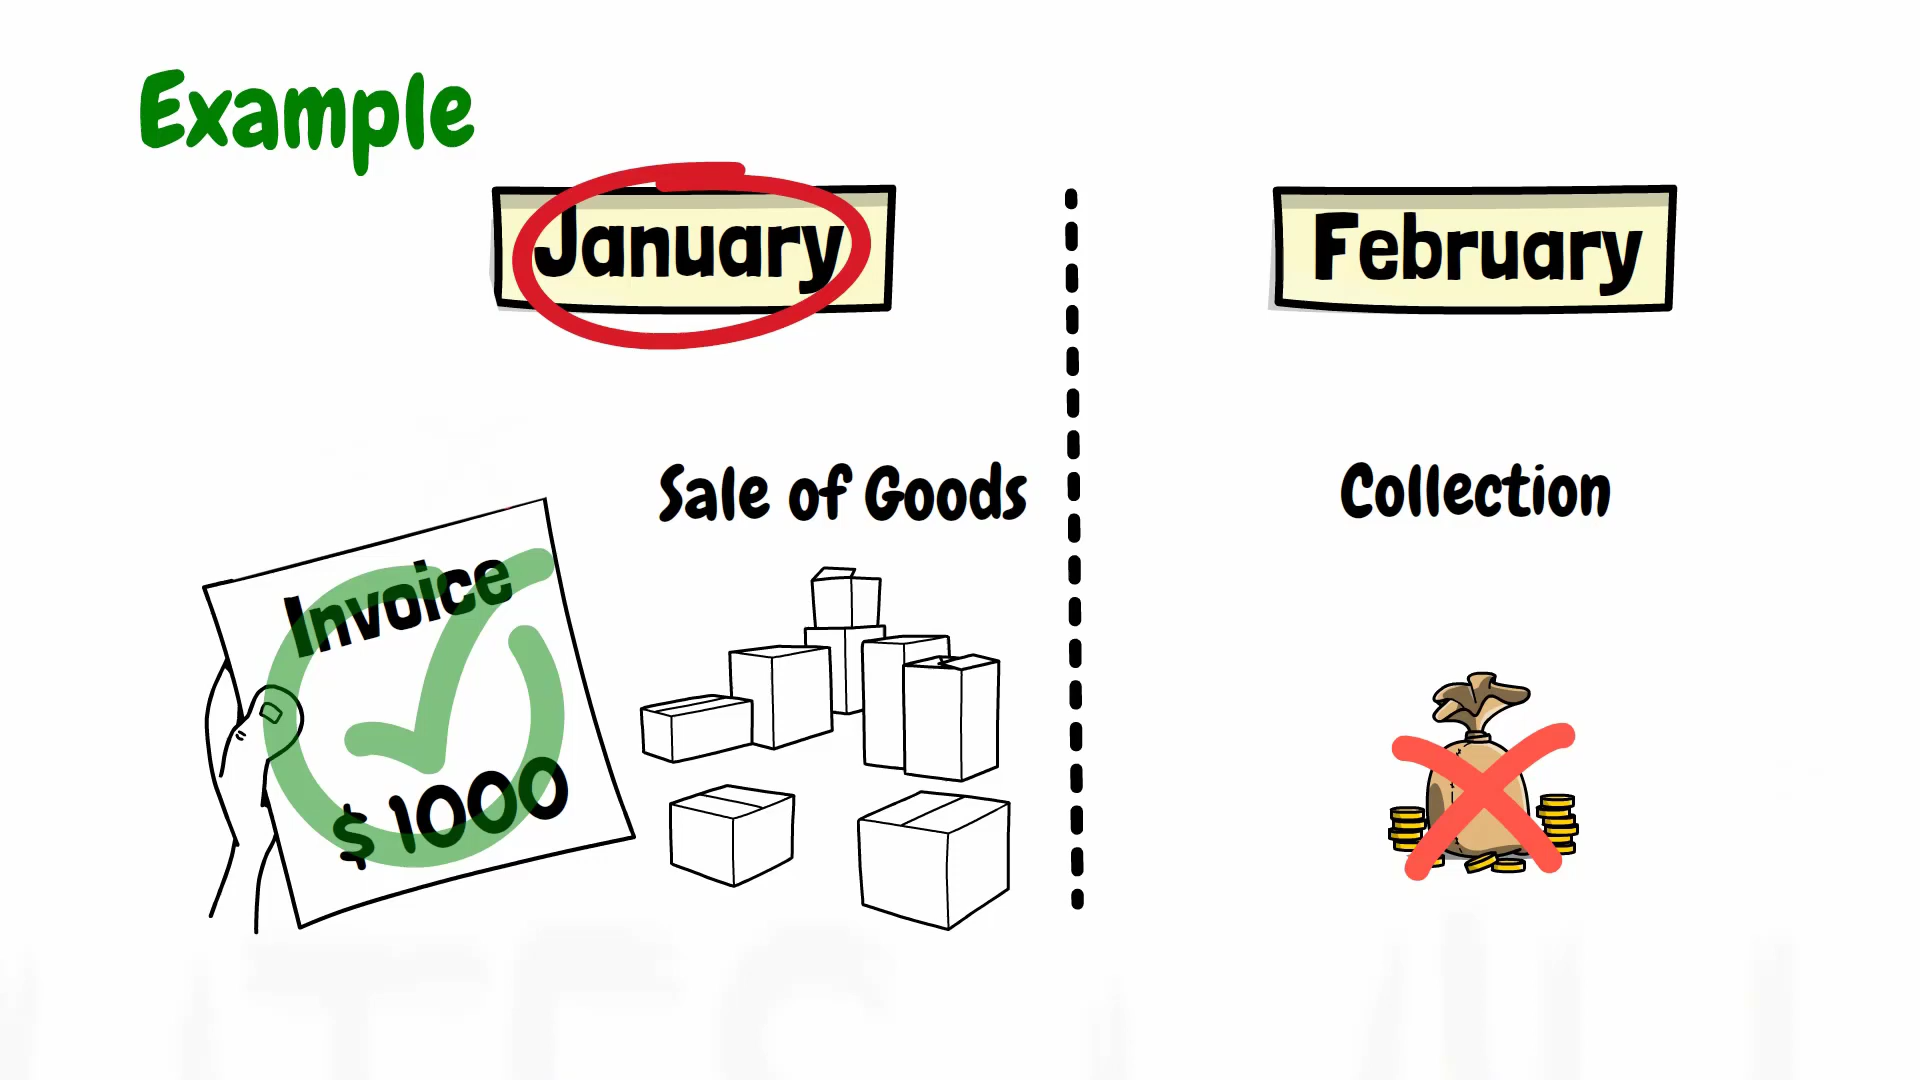 Example
January
February
Sale of Goods
Collection
Invoice
$ 1000